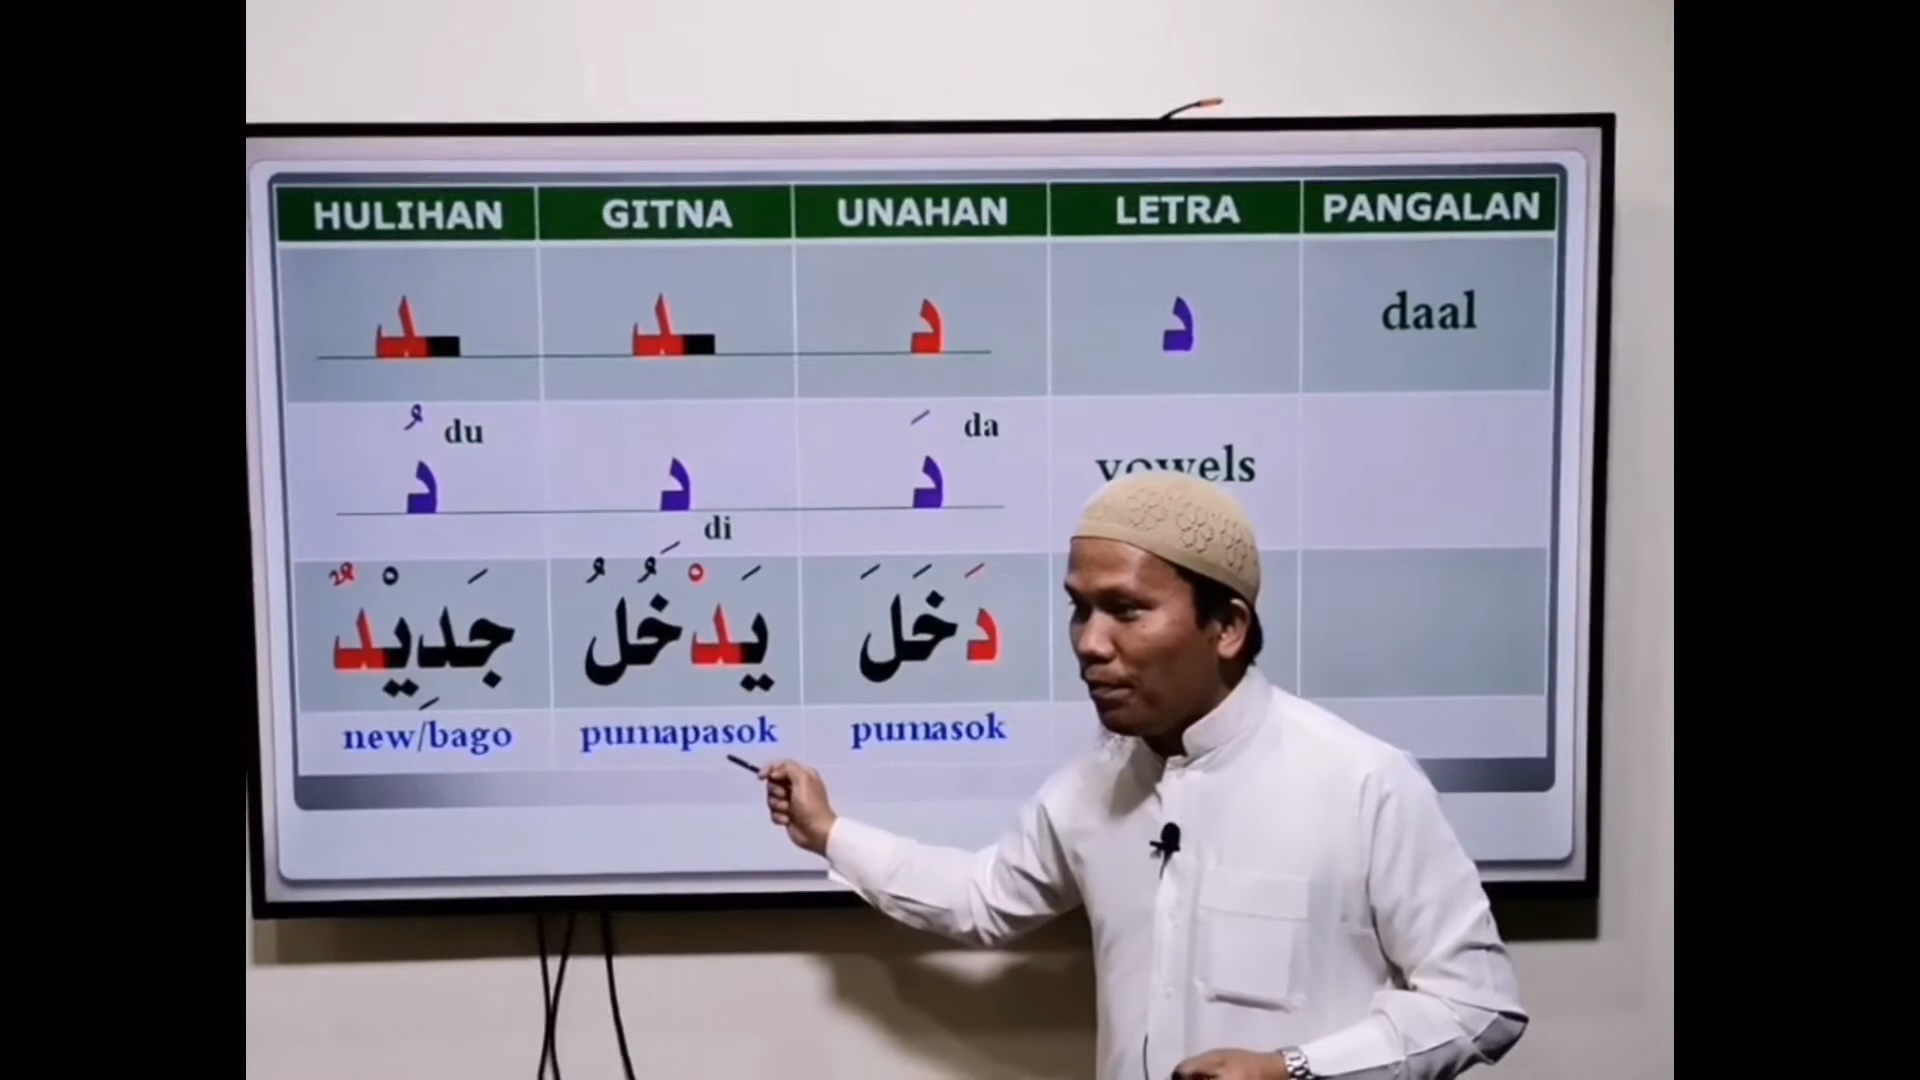 HULIHAN GITNA UNAHAN LETRA PANGALAN
ـد ـد د د daal
du da
دُ دِ دَ vowels
di
جَدِيْدٌ يَدْخُلُ دَخَلَ
new/bago pumapasok pumasok